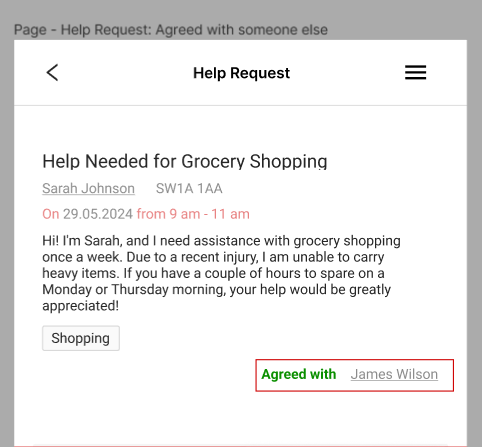 Page - Help Request: Agreed with someone else
Help Request
Help Needed for Grocery Shopping
Sarah Johnson SW1A 1AA
On 29.05.2024 from 9 am - 11 am
Hi! I'm Sarah, and I need assistance with grocery shopping
once a week. Due to a recent injury, I am unable to carry
heavy items. If you have a couple of hours to spare on a
Monday or Thursday morning, your help would be greatly
appreciated!
Shopping
Agreed with James Wilson